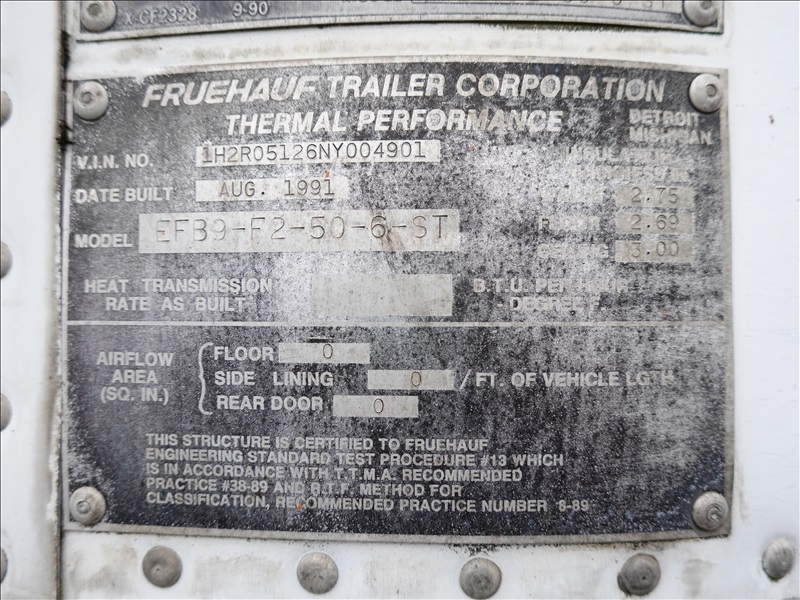 X-CF2328 9-90
FRUEHAUF TRAILER CORPORATION
THERMAL PERFORMANCE
DETROIT
MICHIGAN
V.I.N. NO. 1H2R05126NY004901
DATE BUILT AUG. 1991
2.75
MODEL EFB9-F2-50-6-ST
2.69
3.00
HEAT TRANSMISSION
RATE AS BUILT
B.T.U. PER HOUR
DEGREE F
AIRFLOW
AREA
(SQ. IN.)
FLOOR 0
SIDE LINING 0 / FT. OF VEHICLE LGTH
REAR DOOR 0
THIS STRUCTURE IS CERTIFIED TO FRUEHAUF
ENGINEERING STANDARD TEST PROCEDURE #13 WHICH
IS IN ACCORDANCE WITH T.T.M.A. RECOMMENDED
PRACTICE #38-89 AND R.T.F. METHOD FOR
CLASSIFICATION, RECOMMENDED PRACTICE NUMBER 8-89